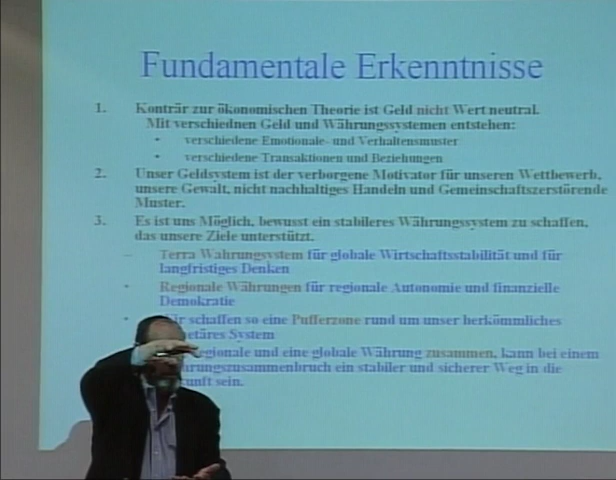 Fundamentale Erkenntnisse
1. Konträr zur ökonomischen Theorie ist Geld nicht Wert neutral.
Mit verschiednen Geld und Währungssystemen entstehen:
• verschiedene Emotionale- und Verhaltensmuster
• verschiedene Transaktionen und Beziehungen
2. Unser Geldsystem ist der verborgene Motivator für unseren Wettbewerb,
unsere Gewalt, nicht nachhaltiges Handeln und Gemeinschaftszerstörende
Muster.
3. Es ist uns Möglich, bewusst ein stabileres Währungssystem zu schaffen,
das unsere Ziele unterstützt.
– Terra Währungsystem für globale Wirtschaftsstabilität und für
langfristiges Denken
• Regionale Währungen für regionale Autonomie und finanzielle
Demokratie
• schaffen so eine Pufferzone rund um unser herkömmliches
System
egionale und eine globale Währung zusammen, kann bei einem
hrungszusammenbruch ein stabiler und sicherer Weg in die
unft sein.